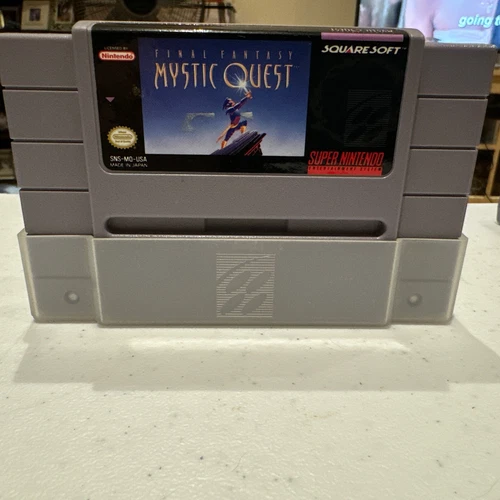 LICENSED BY
Nintendo
FINAL FANTASY
MYSTIC QUEST
SQUARESOFT
SNS-MQ-USA
MADE IN JAPAN
SUPER NINTENDO
ENTERTAINMENT SYSTEM
going to